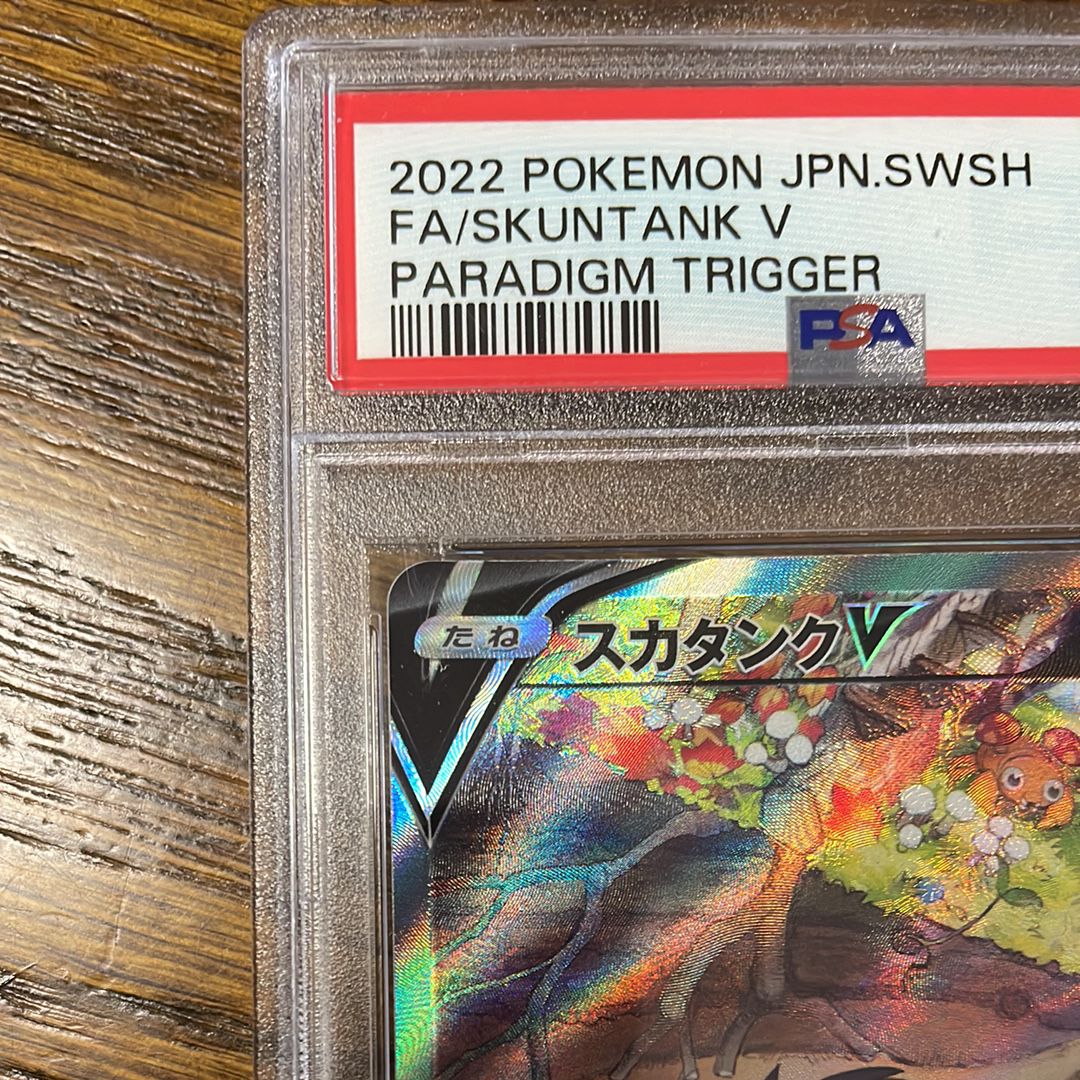 2022 POKEMON JPN.SWSH
FA/SKUNTANK V
PARADIGM TRIGGER
PSA
たね スカタンクV